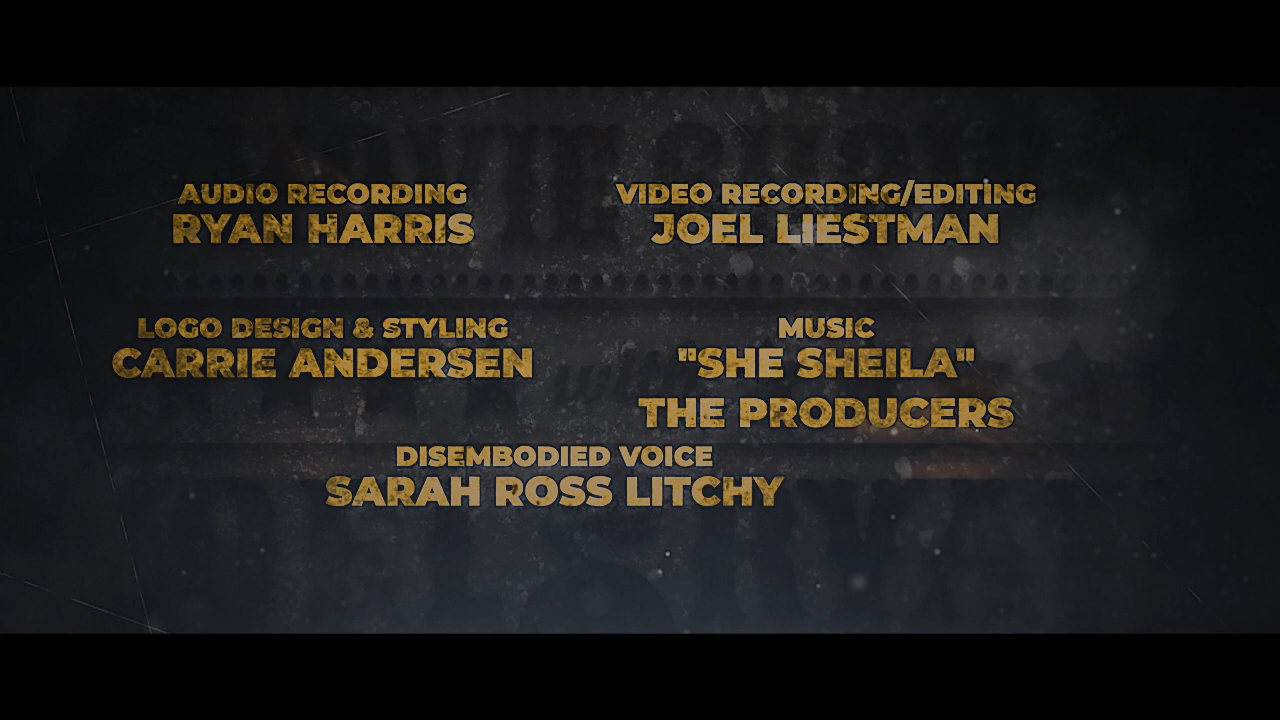 AUDIO RECORDING
RYAN HARRIS
VIDEO RECORDING/EDITING
JOEL LIESTMAN
LOGO DESIGN & STYLING
CARRIE ANDERSEN
MUSIC
"SHE SHEILA"
THE PRODUCERS
DISEMBODIED VOICE
SARAH ROSS LITCHY